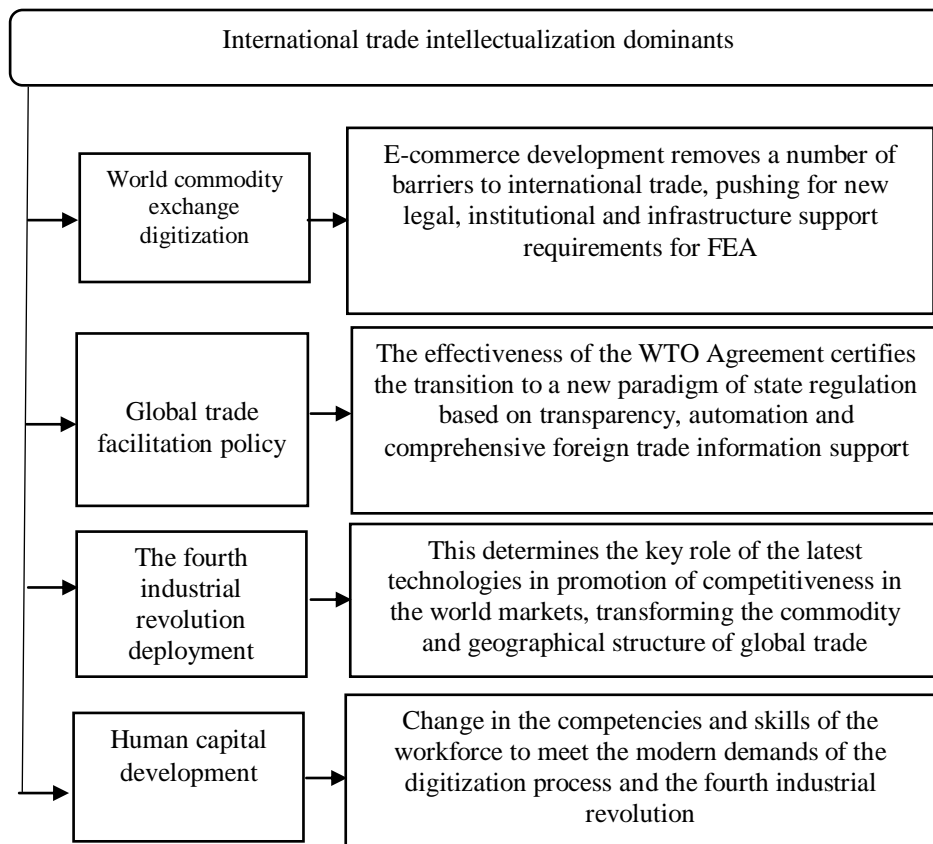 International trade intellectualization dominants
World commodity
exchange
digitization
E-commerce development removes a number of
barriers to international trade, pushing for new
legal, institutional and infrastructure support
requirements for FEA
Global trade
facilitation policy
The effectiveness of the WTO Agreement certifies
the transition to a new paradigm of state regulation
based on transparency, automation and
comprehensive foreign trade information support
The fourth
industrial
revolution
deployment
This determines the key role of the latest
technologies in promotion of competitiveness in
the world markets, transforming the commodity
and geographical structure of global trade
Human capital
development
Change in the competencies and skills of the
workforce to meet the modern demands of the
digitization process and the fourth industrial
revolution